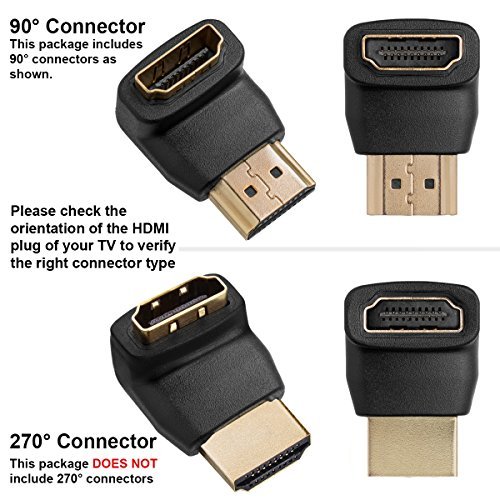 90° Connector
This package includes
90° connectors as
shown.
Please check the
orientation of the HDMI
plug of your TV to verify
the right connector type
270° Connector
This package DOES NOT
include 270° connectors